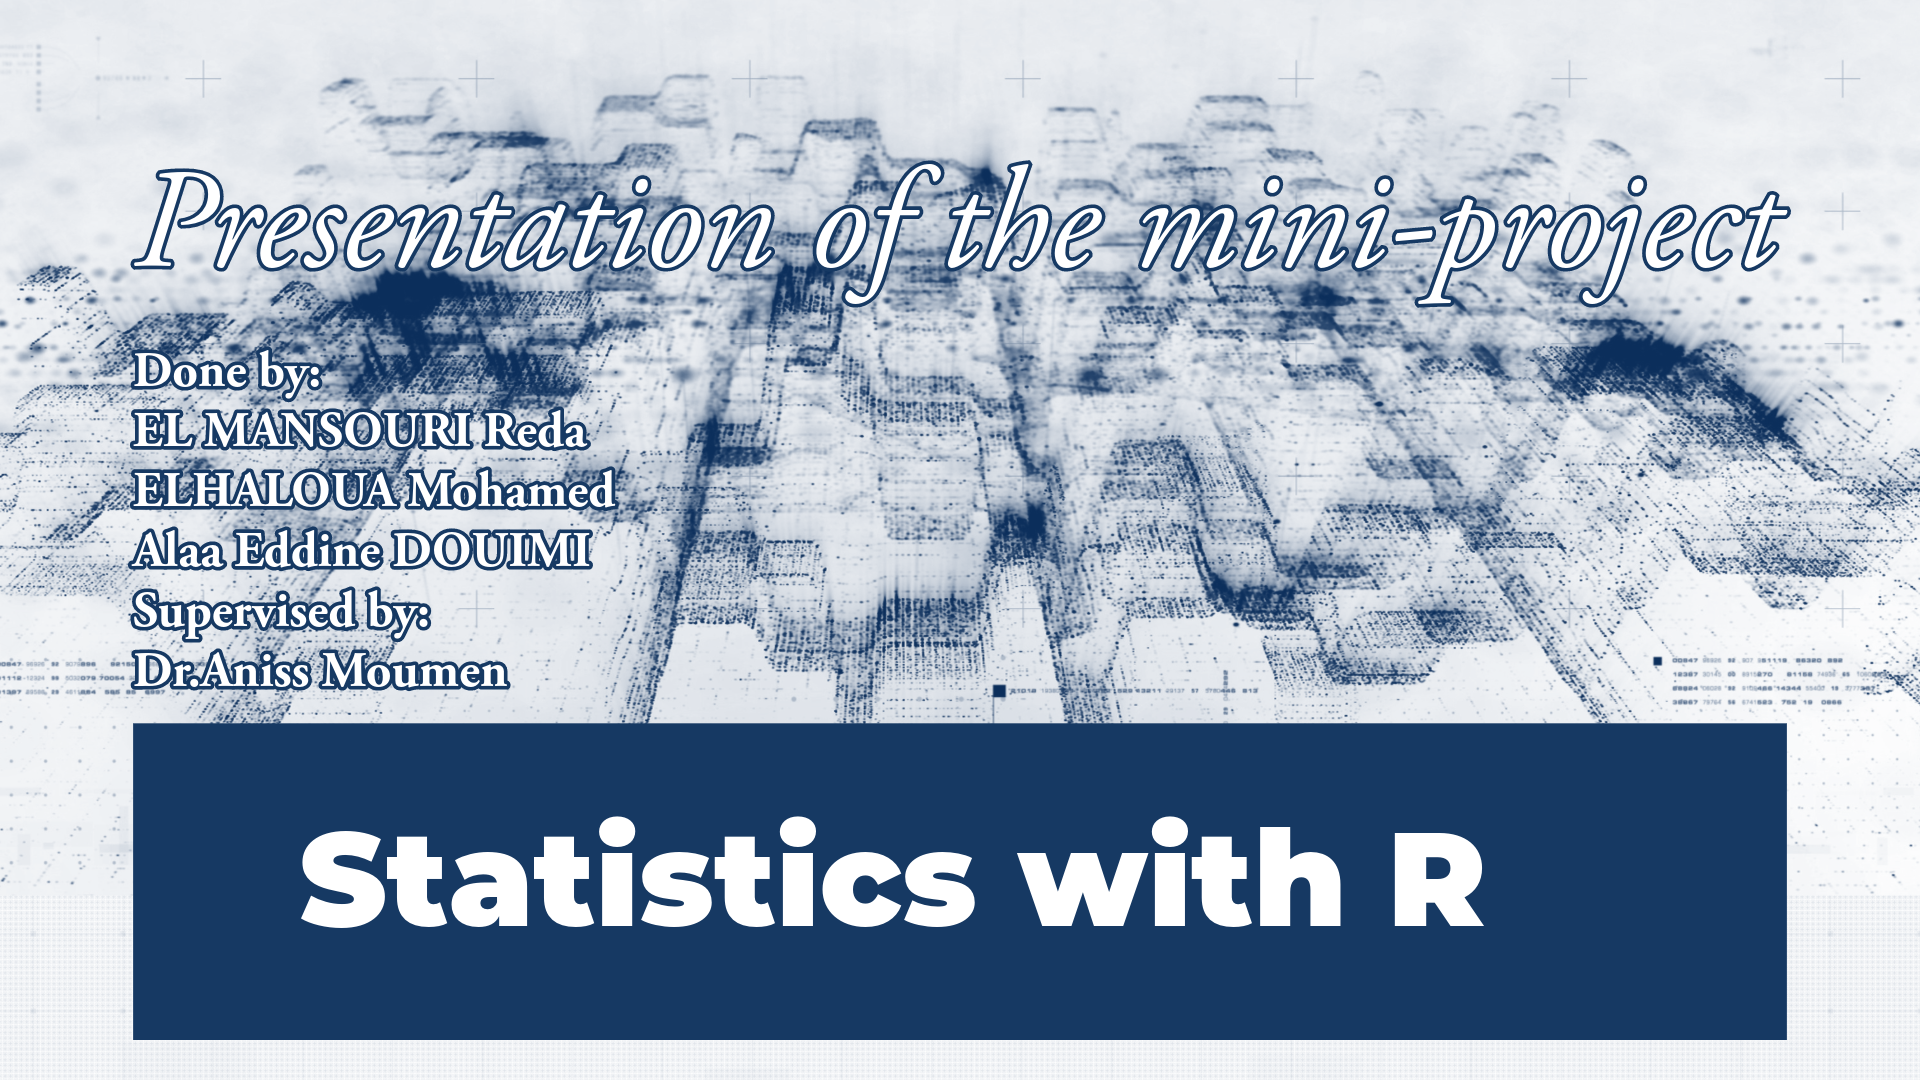 Presentation of the mini-project
Done by:
EL MANSOURI Reda
ELHALOUA Mohamed
Alaa Eddine DOUIMI
Supervised by:
Dr.Aniss Moumen
Statistics with R